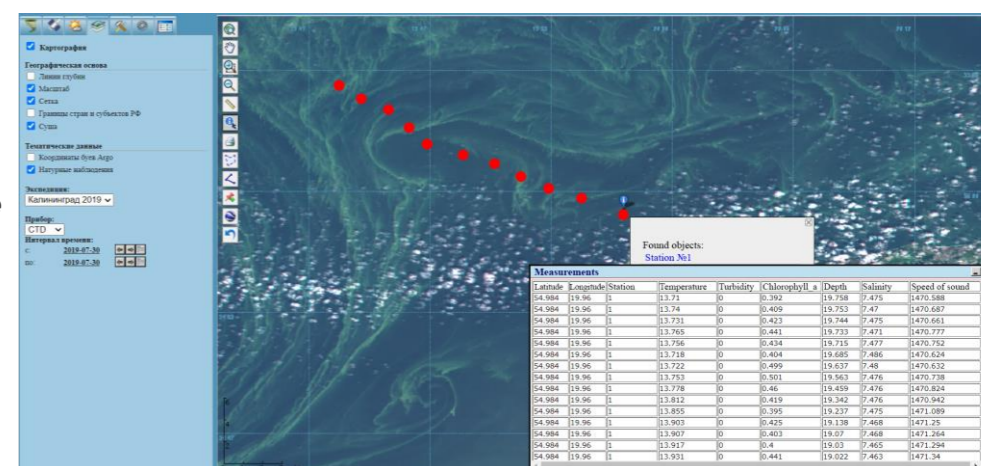 Картография
Географическая основа
Линии глубин
Масштаб
Сетка
Границы стран и субъектов РФ
Суша
Тематические данные
Координаты буев Argo
Натурные наблюдения
Экспедиция:
Калининград 2019
Прибор:
CTD
Интервал времени:
с: 2019-07-30
по: 2019-07-30
Found objects:
Station №1
Measurements
Latitude Longitude Station Temperature Turbidity Chlorophyll_a Depth Salinity Speed of sound
54.984 19.96 1 13.71 0 0.392 19.758 7.475 1470.588
54.984 19.96 1 13.74 0 0.409 19.753 7.47 1470.687
54.984 19.96 1 13.731 0 0.423 19.744 7.475 1470.661
54.984 19.96 1 13.765 0 0.441 19.733 7.471 1470.777
54.984 19.96 1 13.756 0 0.434 19.715 7.477 1470.752
54.984 19.96 1 13.718 0 0.404 19.685 7.486 1470.624
54.984 19.96 1 13.722 0 0.499 19.637 7.48 1470.632
54.984 19.96 1 13.753 0 0.501 19.563 7.476 1470.738
54.984 19.96 1 13.778 0 0.46 19.459 7.476 1470.824
54.984 19.96 1 13.812 0 0.419 19.342 7.476 1470.942
54.984 19.96 1 13.855 0 0.395 19.237 7.475 1471.089
54.984 19.96 1 13.903 0 0.425 19.138 7.468 1471.25
54.984 19.96 1 13.907 0 0.403 19.07 7.468 1471.264
54.984 19.96 1 13.917 0 0.4 19.03 7.465 1471.294
54.984 19.96 1 13.931 0 0.441 19.022 7.463 1471.34